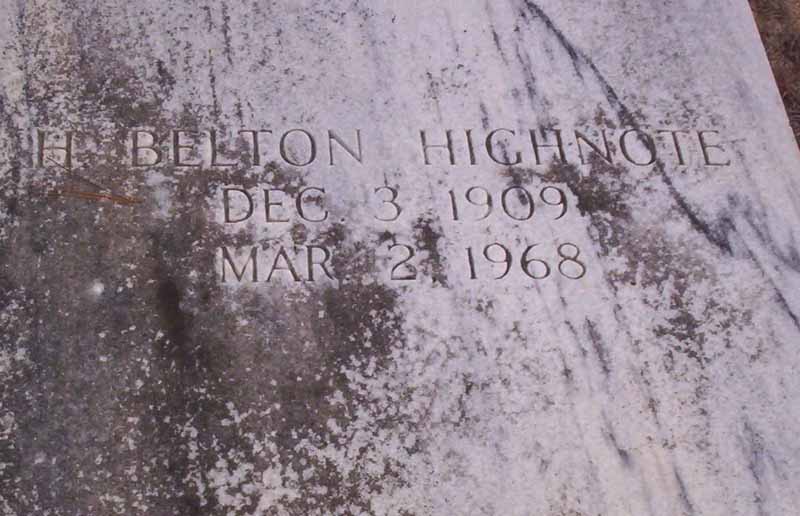 H. BELTON HIGHNOTE
DEC. 3, 1909
MAR. 2, 1968